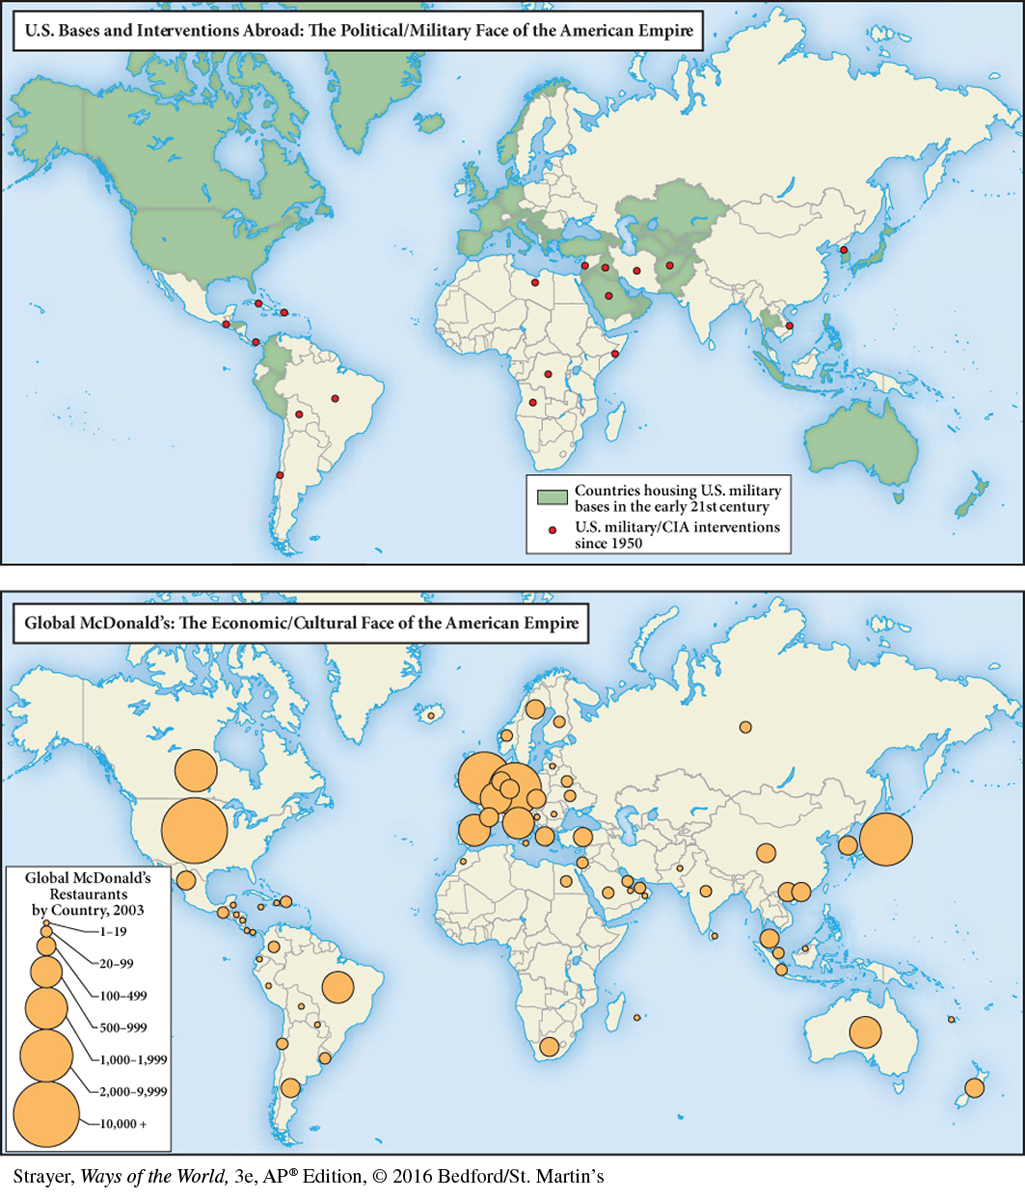 U.S. Bases and Interventions Abroad: The Political/Military Face of the American Empire
Countries housing U.S. military
bases in the early 21st century
U.S. military/CIA interventions
since 1950
Global McDonald's: The Economic/Cultural Face of the American Empire
Global McDonald's
Restaurants
by Country, 2003
1–19
20–99
100–499
500–999
1,000–1,999
2,000–9,999
10,000 +
Strayer, Ways of the World, 3e, AP® Edition, © 2016 Bedford/St. Martin's